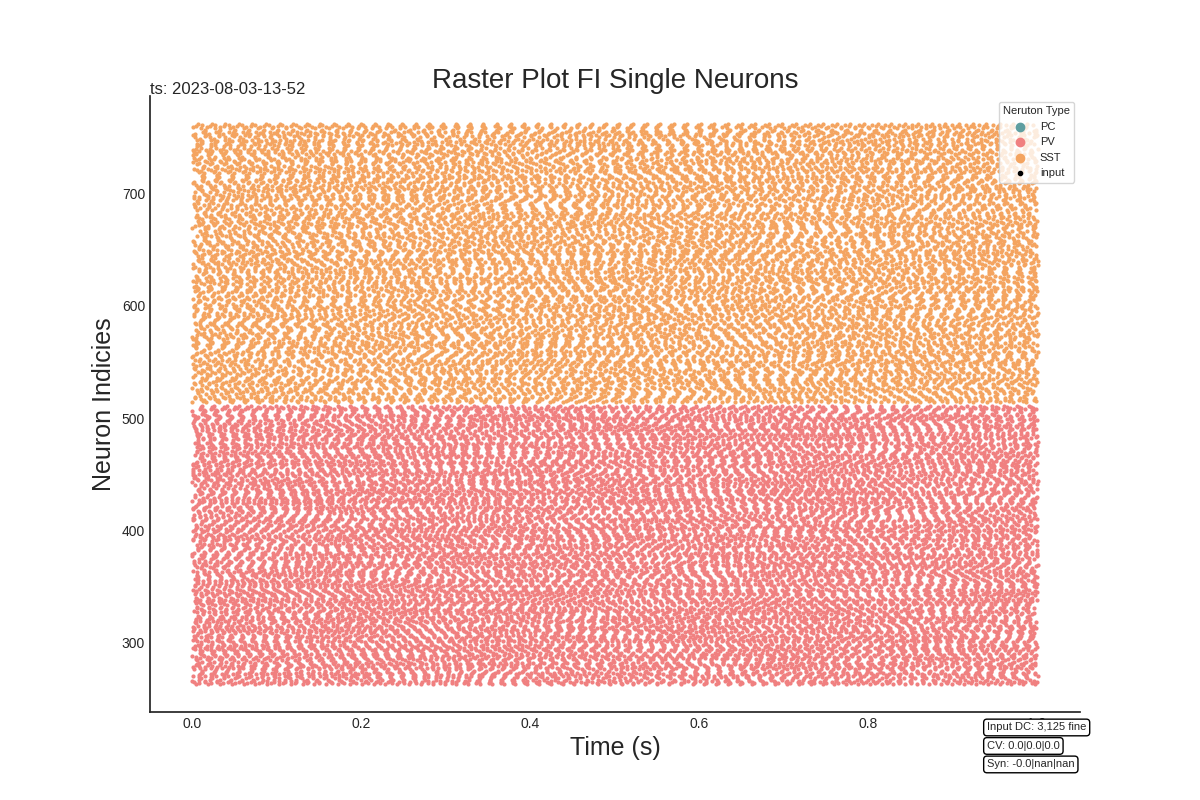 Raster Plot FI Single Neurons
ts: 2023-08-03-13-52
Neruton Type
PC
PV
SST
input
Neuron Indicies
700
600
500
400
300
0.0 0.2 0.4 0.6 0.8
Time (s)
Input DC: 3,125 fine
CV: 0.0|0.0|0.0
Syn: -0.0|nan|nan